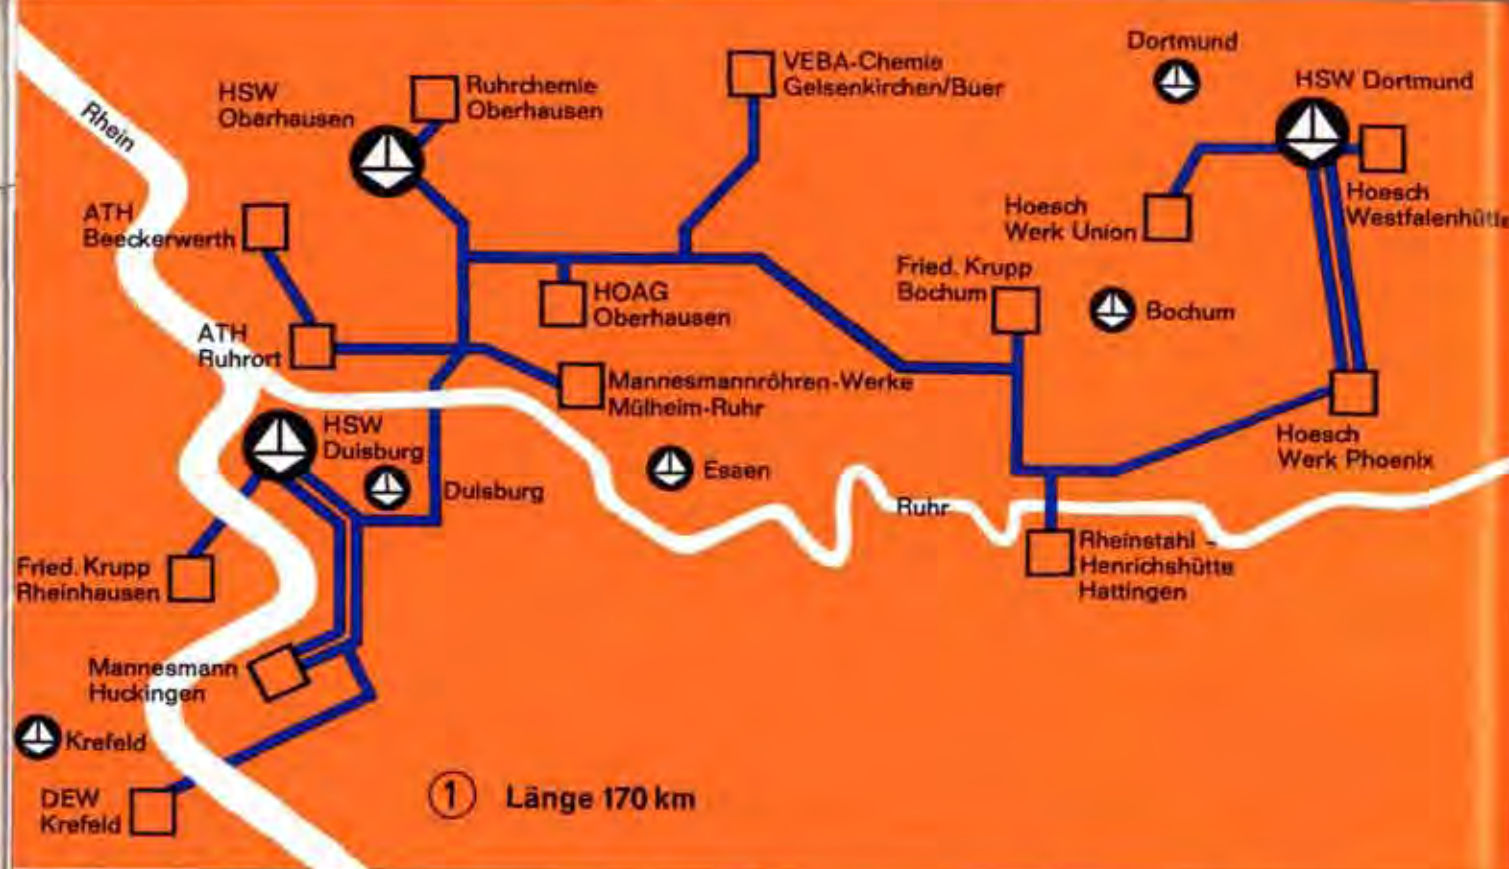 Dortmund
VEBA-Chemie
Gelsenkirchen/Buer
HSW Dortmund
HSW
Oberhausen
Ruhrchemie
Oberhausen
Rhein
Hoesch
Westfalenhütte
ATH
Beeckerwerth
Hoesch
Werk Union
Fried. Krupp
Bochum
HOAG
Oberhausen
Bochum
ATH
Ruhrort
Mannesmannröhren-Werke
Mülheim-Ruhr
HSW
Duisburg
Hoesch
Werk Phoenix
Essen
Duisburg
Ruhr
Rheinstahl -
Henrichshütte
Hattingen
Fried. Krupp
Rheinhausen
Mannesmann
Huckingen
Krefeld
DEW
Krefeld
1 Länge 170 km